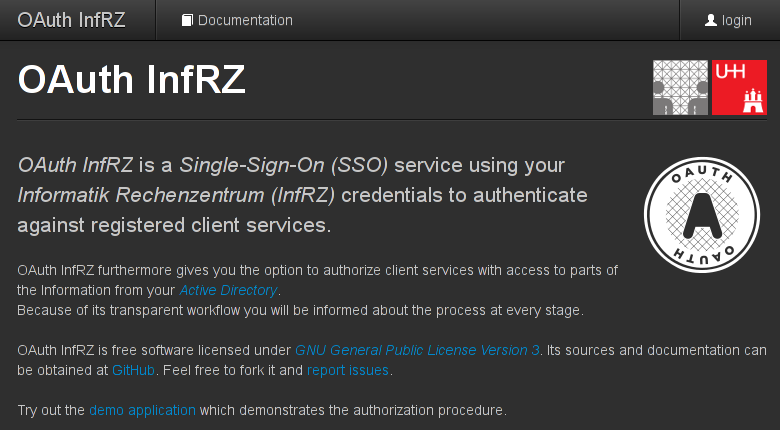 OAuth InfRZ
Documentation
login
OAuth InfRZ
UHH
OAuth InfRZ is a Single-Sign-On (SSO) service using your
Informatik Rechenzentrum (InfRZ) credentials to authenticate
against registered client services.
OAUTH
A
OAUTH
OAuth InfRZ furthermore gives you the option to authorize client services with access to parts of
the Information from your Active Directory.
Because of its transparent workflow you will be informed about the process at every stage.
OAuth InfRZ is free software licensed under GNU General Public License Version 3. Its sources and documentation can
be obtained at GitHub. Feel free to fork it and report issues.
Try out the demo application which demonstrates the authorization procedure.